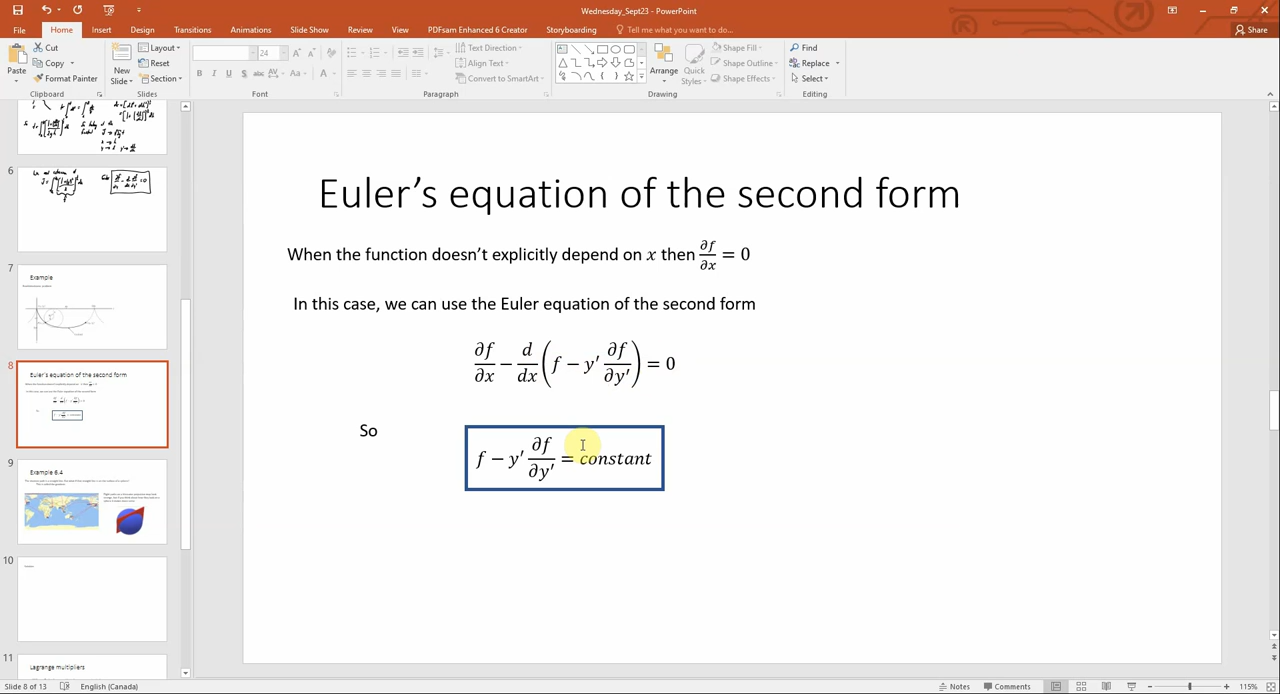 Wednesday_Sept23 - PowerPoint
File Home Insert Design Transitions Animations Slide Show Review View PDFsam Enhanced 6 Creator Storyboarding Tell me what you want to do... Share
Paste Cut Copy Format Painter
Clipboard
New Slide Layout Reset Section
Slides
24
B I U S abc AV Aa A
Font
Text Direction Align Text Convert to SmartArt
Paragraph
Arrange Quick Styles Shape Fill Shape Outline Shape Effects
Drawing
Find Replace Select
Editing
6
7
Example
8
Euler's equation of the second form
9
Example 6.4
10
11
Lagrange multipliers
Euler's equation of the second form
When the function doesn't explicitly depend on x then ∂f/∂x = 0
In this case, we can use the Euler equation of the second form
∂f/∂x − d/dx (f − y′ ∂f/∂y′) = 0
So
f − y′ ∂f/∂y′ = constant
Slide 8 of 13 English (Canada) Notes Comments 115%